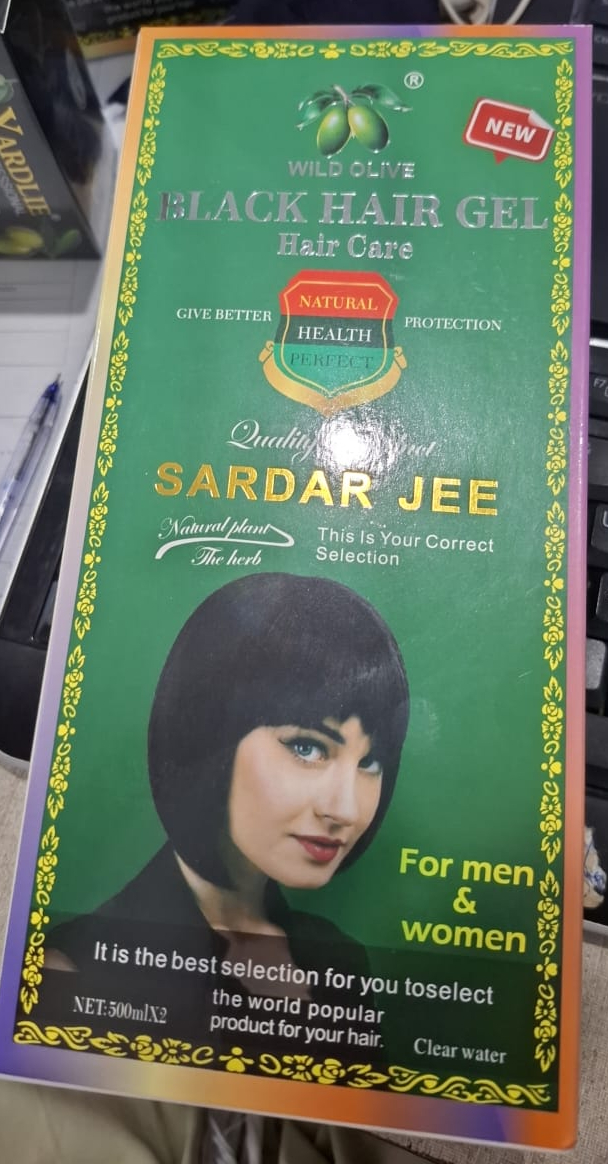 ®
NEW
WILD OLIVE
BLACK HAIR GEL
Hair Care
NATURAL
GIVE BETTER HEALTH PROTECTION
PERFECT
Quality
SARDAR JEE
Natural plant This Is Your Correct
The herb Selection
For men
&
women
It is the best selection for you toselect
NET:500mlX2 the world popular
product for your hair. Clear water
VARDLIE